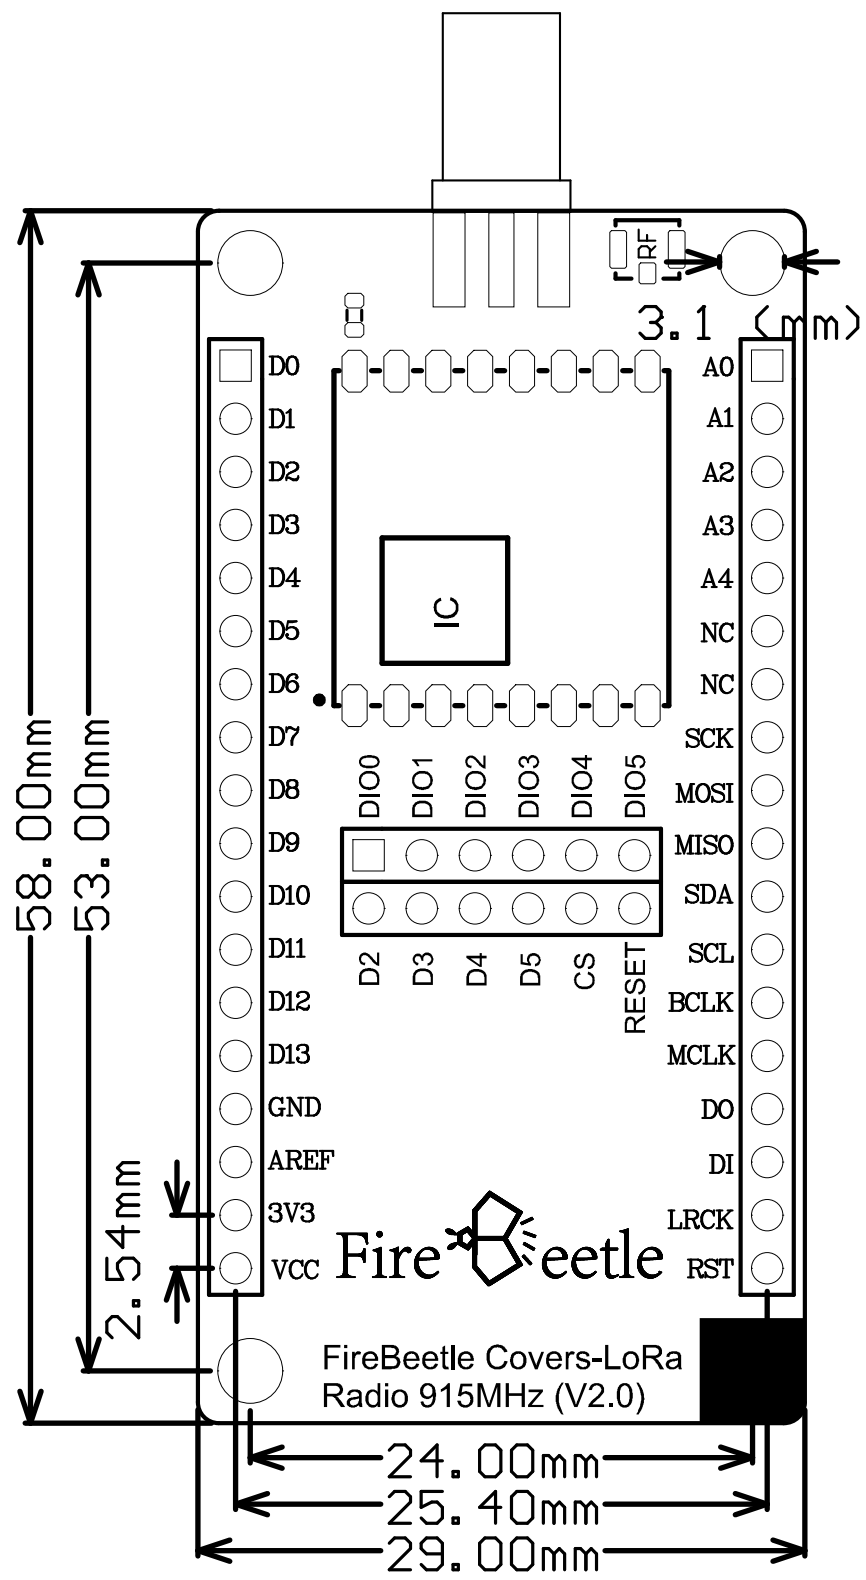 RF
3.1 (mm)
D0
D1
D2
D3
D4
D5
D6
D7
D8
D9
D10
D11
D12
D13
GND
AREF
3V3
VCC
A0
A1
A2
A3
A4
NC
NC
SCK
MOSI
MISO
SDA
SCL
BCLK
MCLK
DO
DI
LRCK
RST
IC
DIO0
DIO1
DIO2
DIO3
DIO4
DIO5
D2
D3
D4
D5
CS
RESET
58.00mm
53.00mm
2.54mm
Fire eetle
FireBeetle Covers-LoRa
Radio 915MHz (V2.0)
24.00mm
25.40mm
29.00mm